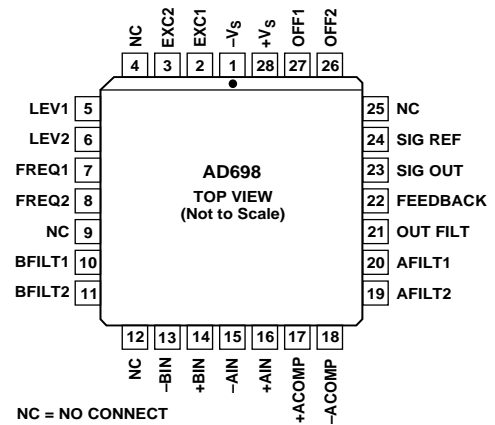 NC
EXC2
EXC1
–VS
+VS
OFF1
OFF2
4
3
2
1
28
27
26
LEV1 5
LEV2 6
FREQ1 7
FREQ2 8
NC 9
BFILT1 10
BFILT2 11
AD698
TOP VIEW
(Not to Scale)
25 NC
24 SIG REF
23 SIG OUT
22 FEEDBACK
21 OUT FILT
20 AFILT1
19 AFILT2
12
13
14
15
16
17
18
NC
–BIN
+BIN
–AIN
+AIN
+ACOMP
–ACOMP
NC = NO CONNECT